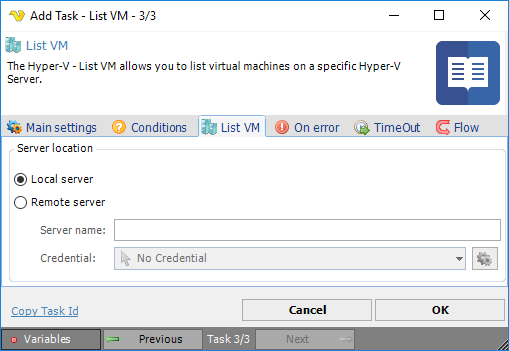 Add Task - List VM - 3/3
List VM
The Hyper-V - List VM allows you to list virtual machines on a specific Hyper-V
Server.
Main settings Conditions List VM On error TimeOut Flow
Server location
Local server
Remote server
Server name:
Credential: No Credential
Copy Task Id Cancel OK
Variables Previous Task 3/3 Next